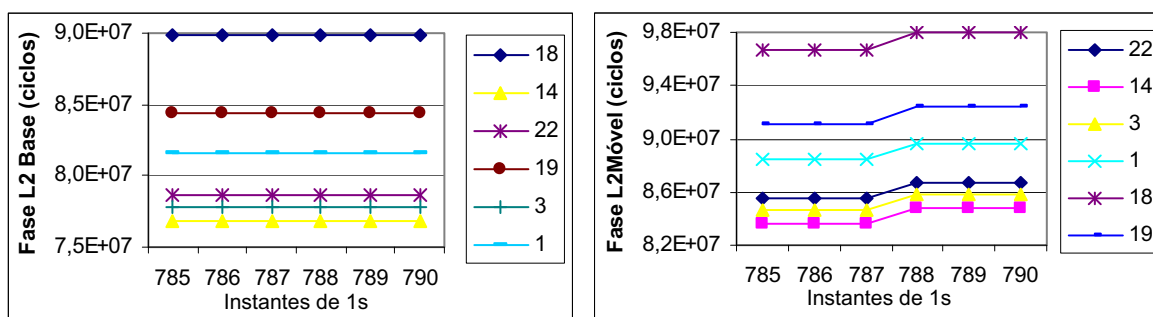 Fase L2 Base (ciclos)
9,0E+07
8,5E+07
8,0E+07
7,5E+07
785 786 787 788 789 790
Instantes de 1s
18
14
22
19
3
1
Fase L2Móvel (ciclos)
9,8E+07
9,4E+07
9,0E+07
8,6E+07
8,2E+07
785 786 787 788 789 790
Instantes de 1s
22
14
3
1
18
19